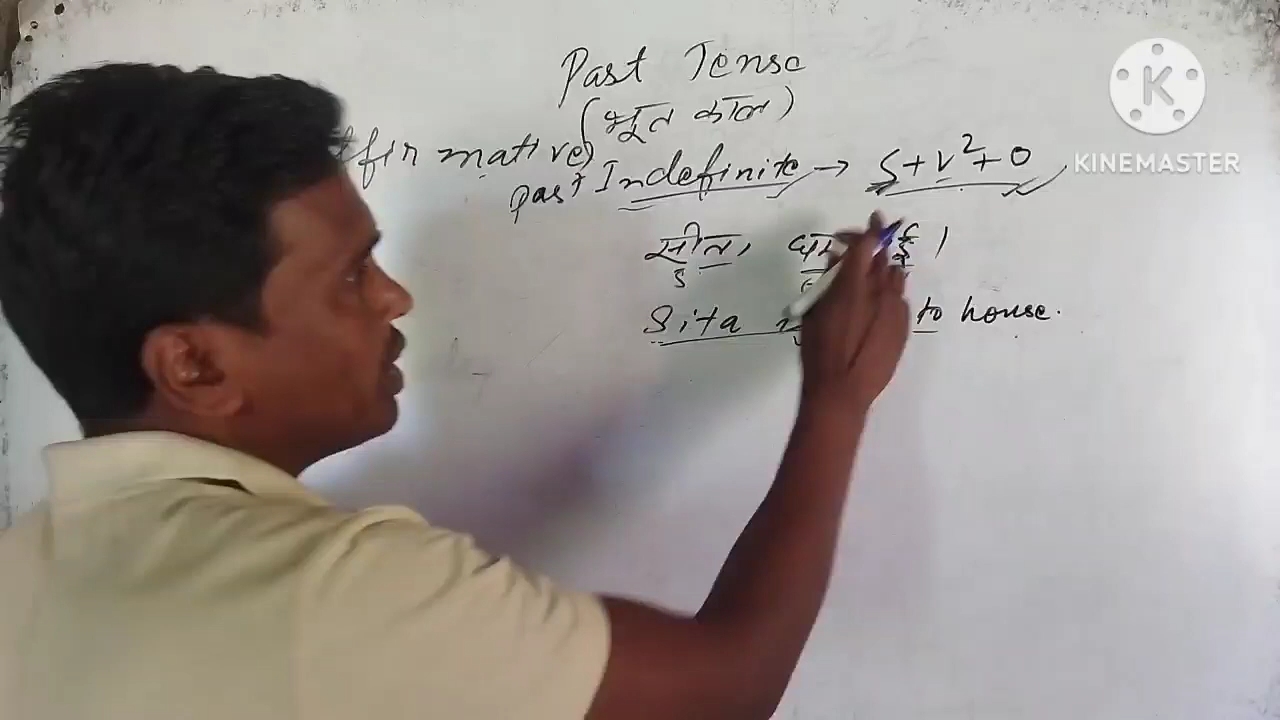 Past Tense
(भूत काल)
Affirmative)
Past Indefinite → S+V²+O
सीता घर गई ।
S
Sita to house.
KINEMASTER